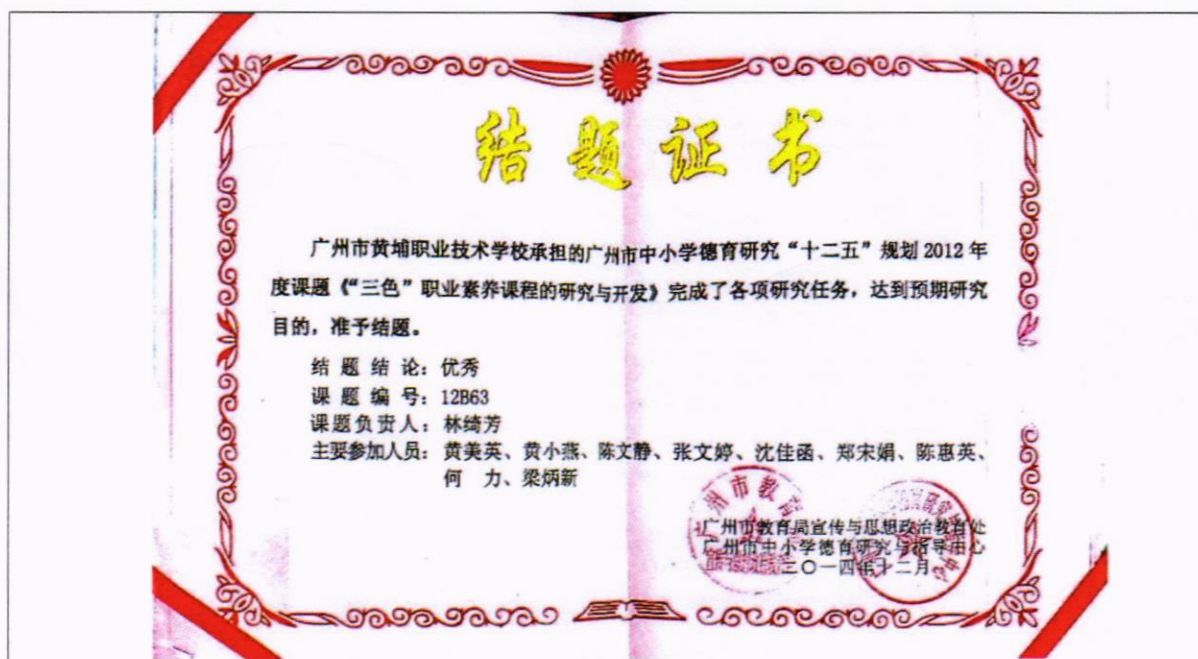 结题证书
广州市黄埔职业技术学校承担的广州市中小学德育研究“十二五”规划2012年
度课题《“三色”职业素养课程的研究与开发》完成了各项研究任务，达到预期研究
目的，准予结题。
结题结论：优秀
课题编号：12B63
课题负责人：林绮芳
主要参加人员：黄美英、黄小燕、陈文静、张文婷、沈佳函、郑宋娟、陈惠英、
何 力、梁炳新
广州市教育局宣传与思想政治教育处
广州市中小学德育研究与指导中心
二〇一四年十二月